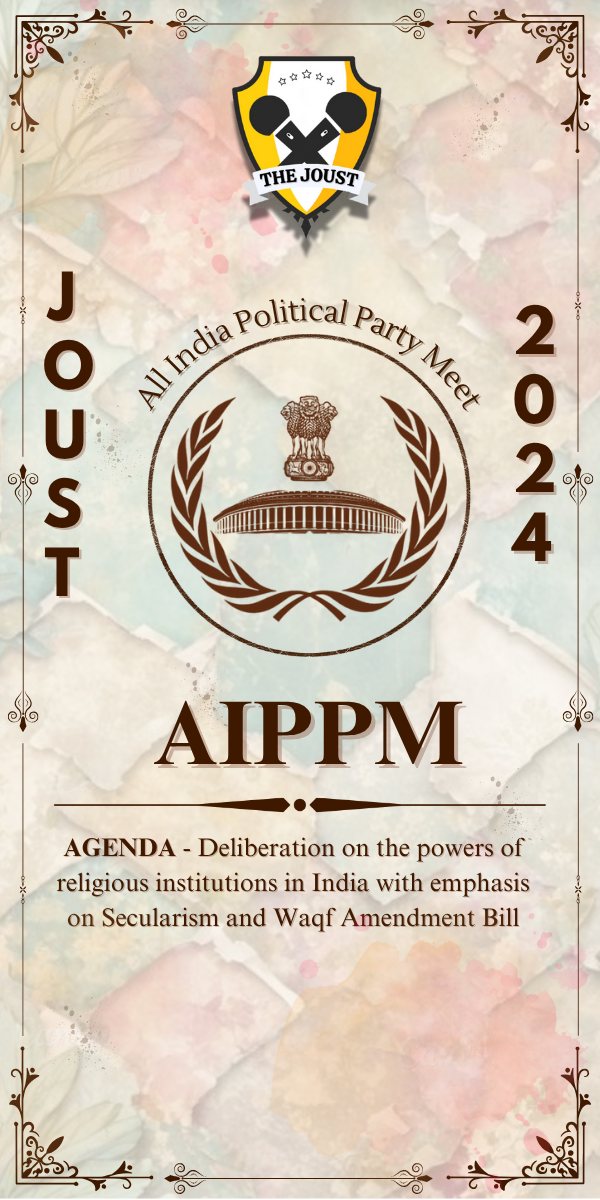 THE JOUST
JOUST
2024
All India Political Party Meet
AIPPM
AGENDA - Deliberation on the powers of
religious institutions in India with emphasis
on Secularism and Waqf Amendment Bill